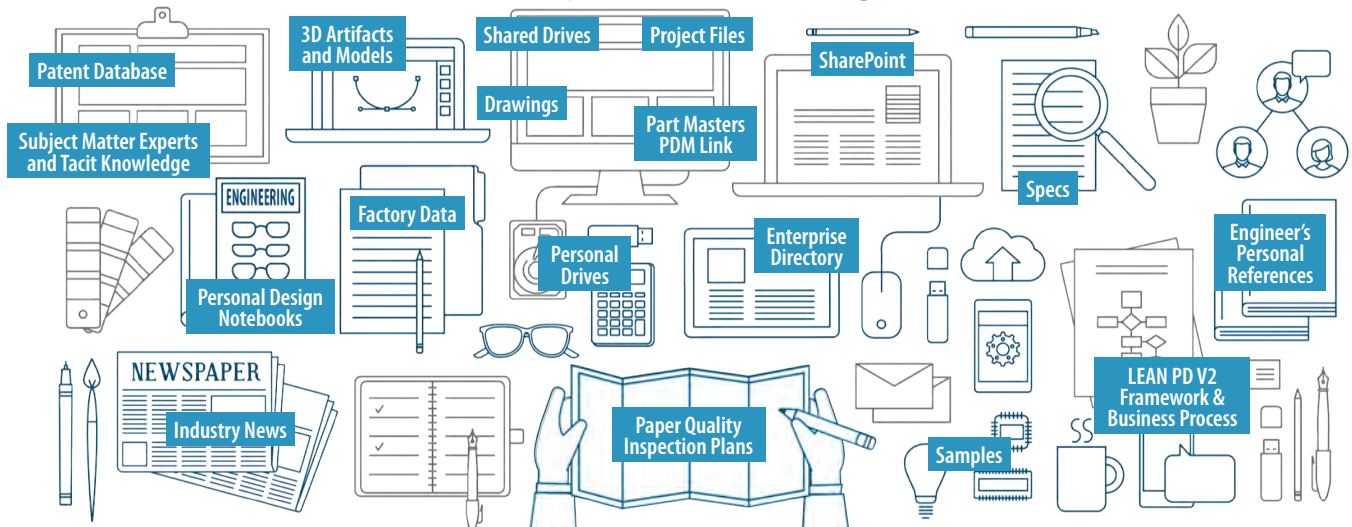 Patent Database
3D Artifacts
and Models
Shared Drives
Project Files
SharePoint
Drawings
Part Masters
PDM Link
Subject Matter Experts
and Tacit Knowledge
Specs
ENGINEERING
Personal Design
Notebooks
Factory Data
Personal
Drives
Enterprise
Directory
Engineer's
Personal
References
NEWSPAPER
Industry News
Paper Quality
Inspection Plans
LEAN PD V2
Framework &
Business Process
Samples